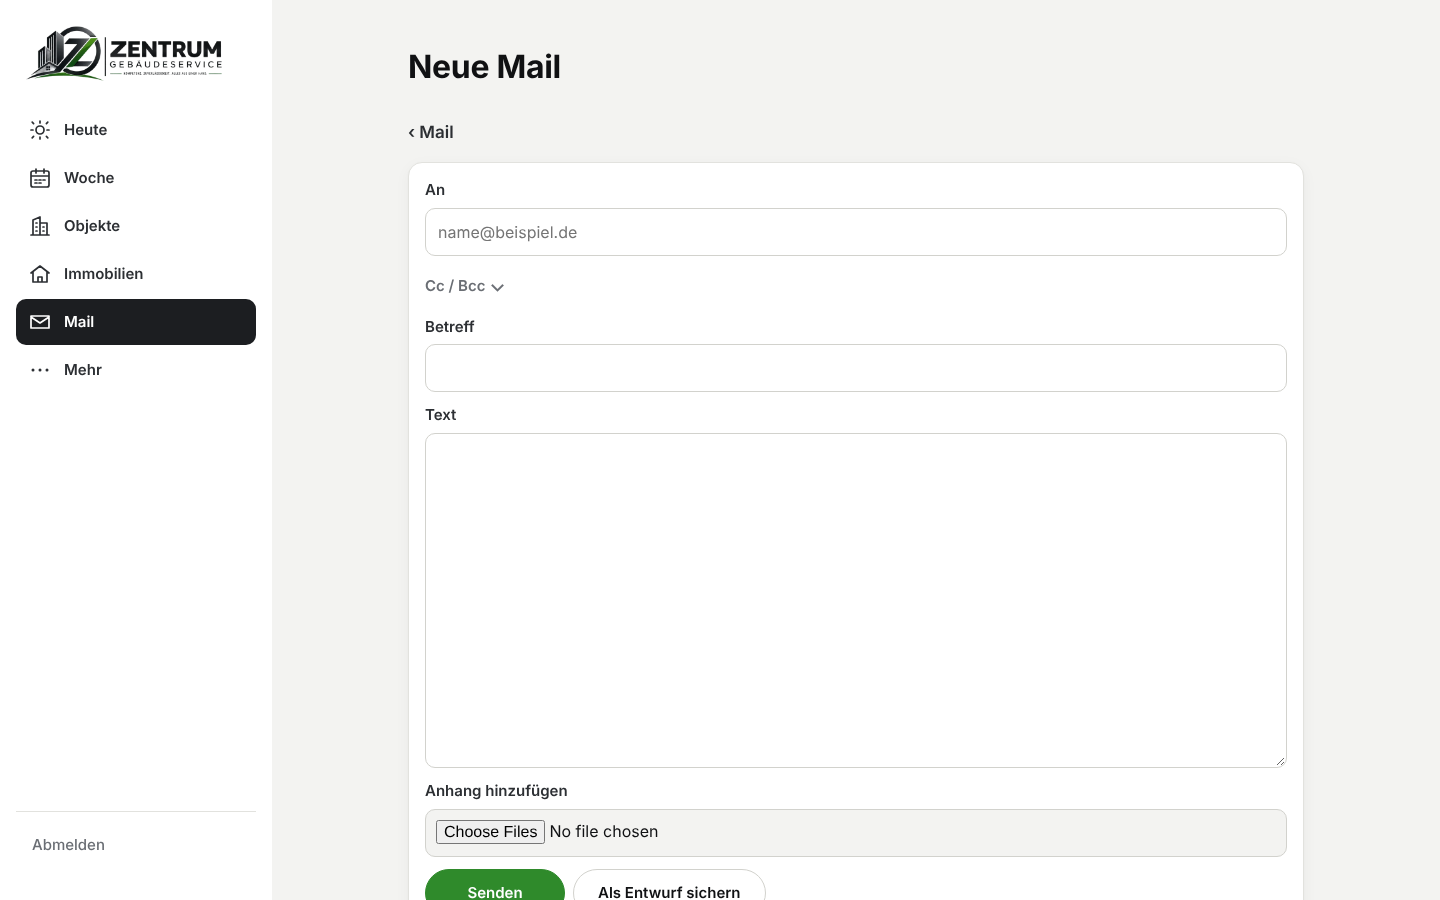 ZENTRUM
GEBÄUDESERVICE
Heute
Woche
Objekte
Immobilien
Mail
Mehr
Abmelden
Neue Mail
‹ Mail
An
name@beispiel.de
Cc / Bcc
Betreff
Text
Anhang hinzufügen
Choose Files No file chosen
Senden
Als Entwurf sichern